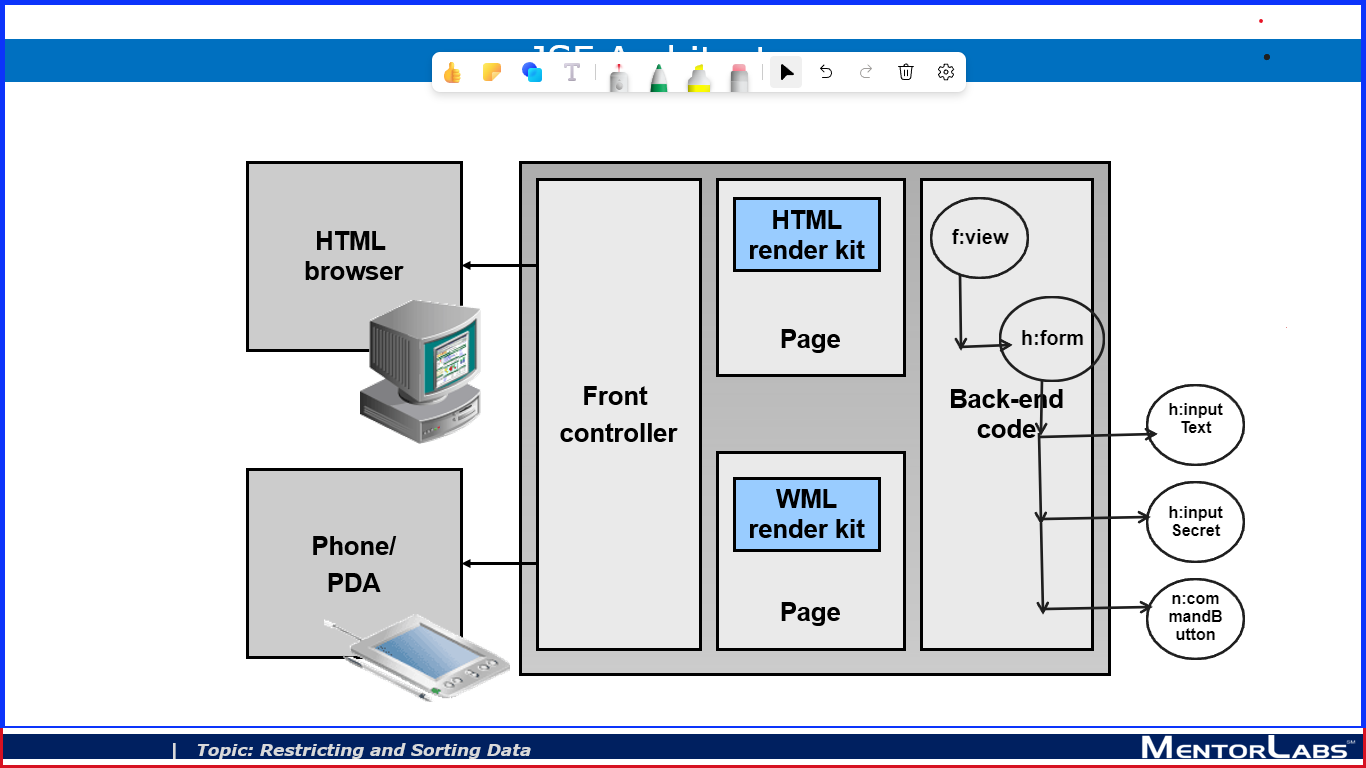 HTML
browser
Phone/
PDA
Front
controller
HTML
render kit
Page
WML
render kit
Page
f:view
h:form
Back-end
code
h:input
Text
h:input
Secret
n:com
mandB
utton
T
| Topic: Restricting and Sorting Data
MENTORLABS SM